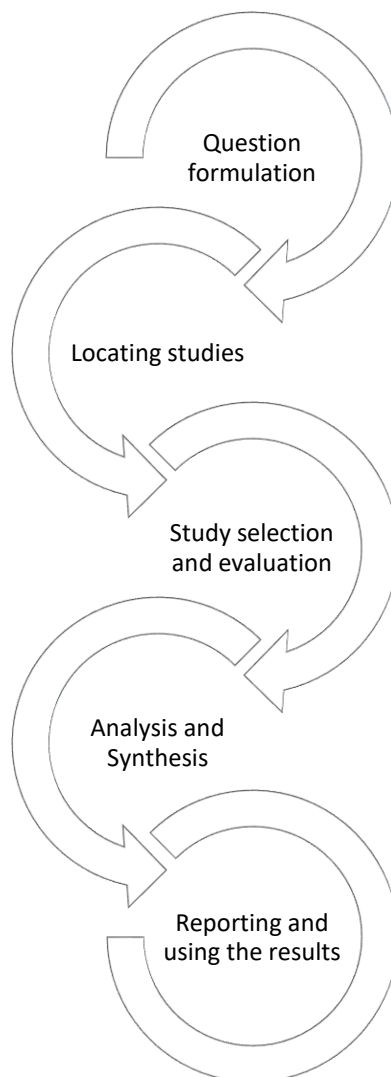 Question
formulation
Locating studies
Study selection
and evaluation
Analysis and
Synthesis
Reporting and
using the results